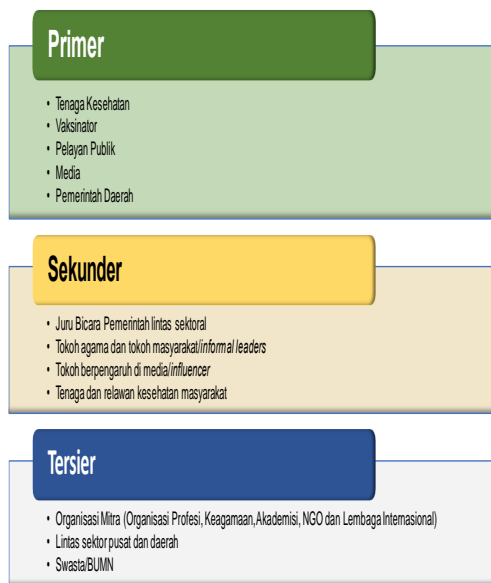 Primer
• Tenaga Kesehatan
• Vaksinator
• Pelayan Publik
• Media
• Pemerintah Daerah
Sekunder
• Juru Bicara Pemerintah lintas sektoral
• Tokoh agama dan tokoh masyarakat/informal leaders
• Tokoh berpengaruh di media/influencer
• Tenaga dan relawan kesehatan masyarakat
Tersier
• Organisasi Mitra (Organisasi Profesi, Keagamaan, Akademisi, NGO dan Lembaga Internasional)
• Lintas sektor pusat dan daerah
• Swasta/BUMN